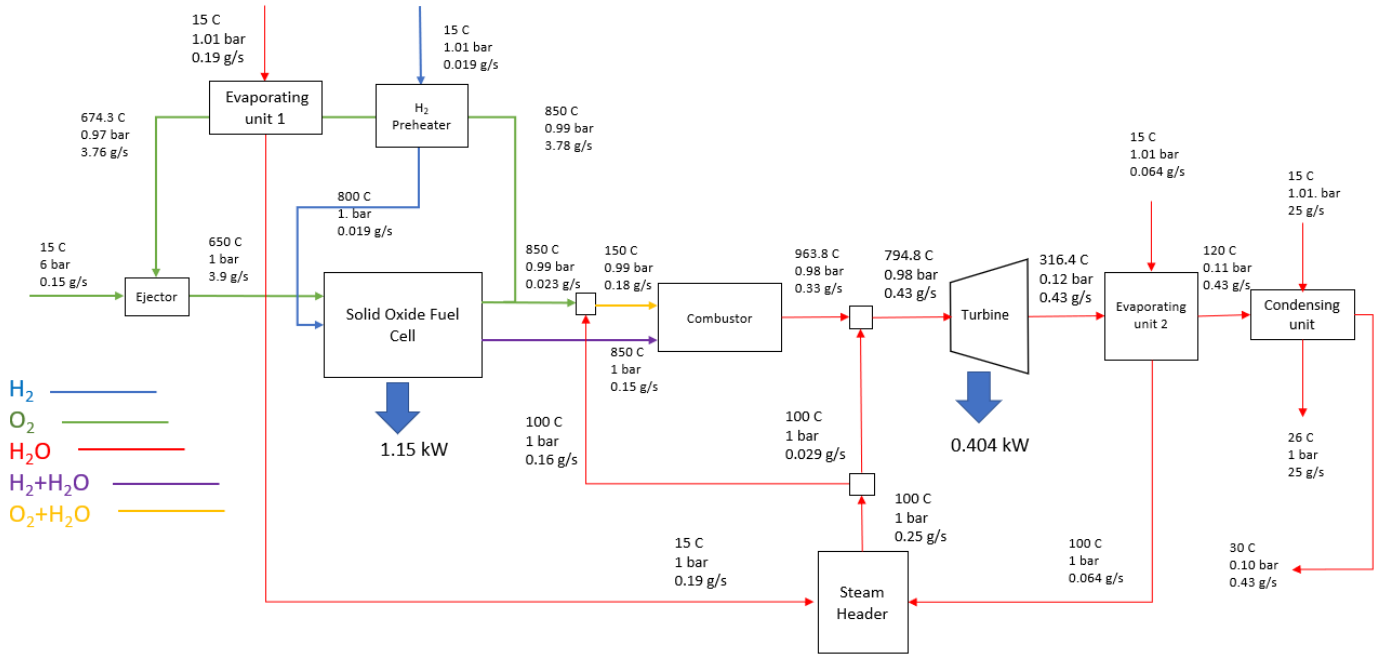 15 C
1.01 bar
0.19 g/s
15 C
1.01 bar
0.019 g/s
Evaporating
unit 1
H2
Preheater
674.3 C
0.97 bar
3.76 g/s
850 C
0.99 bar
3.78 g/s
15 C
1.01 bar
0.064 g/s
15 C
1.01. bar
25 g/s
800 C
1. bar
0.019 g/s
15 C
6 bar
0.15 g/s
650 C
1 bar
3.9 g/s
850 C
0.99 bar
0.023 g/s
150 C
0.99 bar
0.18 g/s
963.8 C
0.98 bar
0.33 g/s
794.8 C
0.98 bar
0.43 g/s
316.4 C
0.12 bar
0.43 g/s
120 C
0.11 bar
0.43 g/s
Ejector
Solid Oxide Fuel
Cell
Combustor
Turbine
Evaporating
unit 2
Condensing
unit
850 C
1 bar
0.15 g/s
1.15 kW
100 C
1 bar
0.16 g/s
100 C
1 bar
0.029 g/s
0.404 kW
26 C
1 bar
25 g/s
H2
O2
H2O
H2+H2O
O2+H2O
100 C
1 bar
0.25 g/s
15 C
1 bar
0.19 g/s
100 C
1 bar
0.064 g/s
30 C
0.10 bar
0.43 g/s
Steam
Header